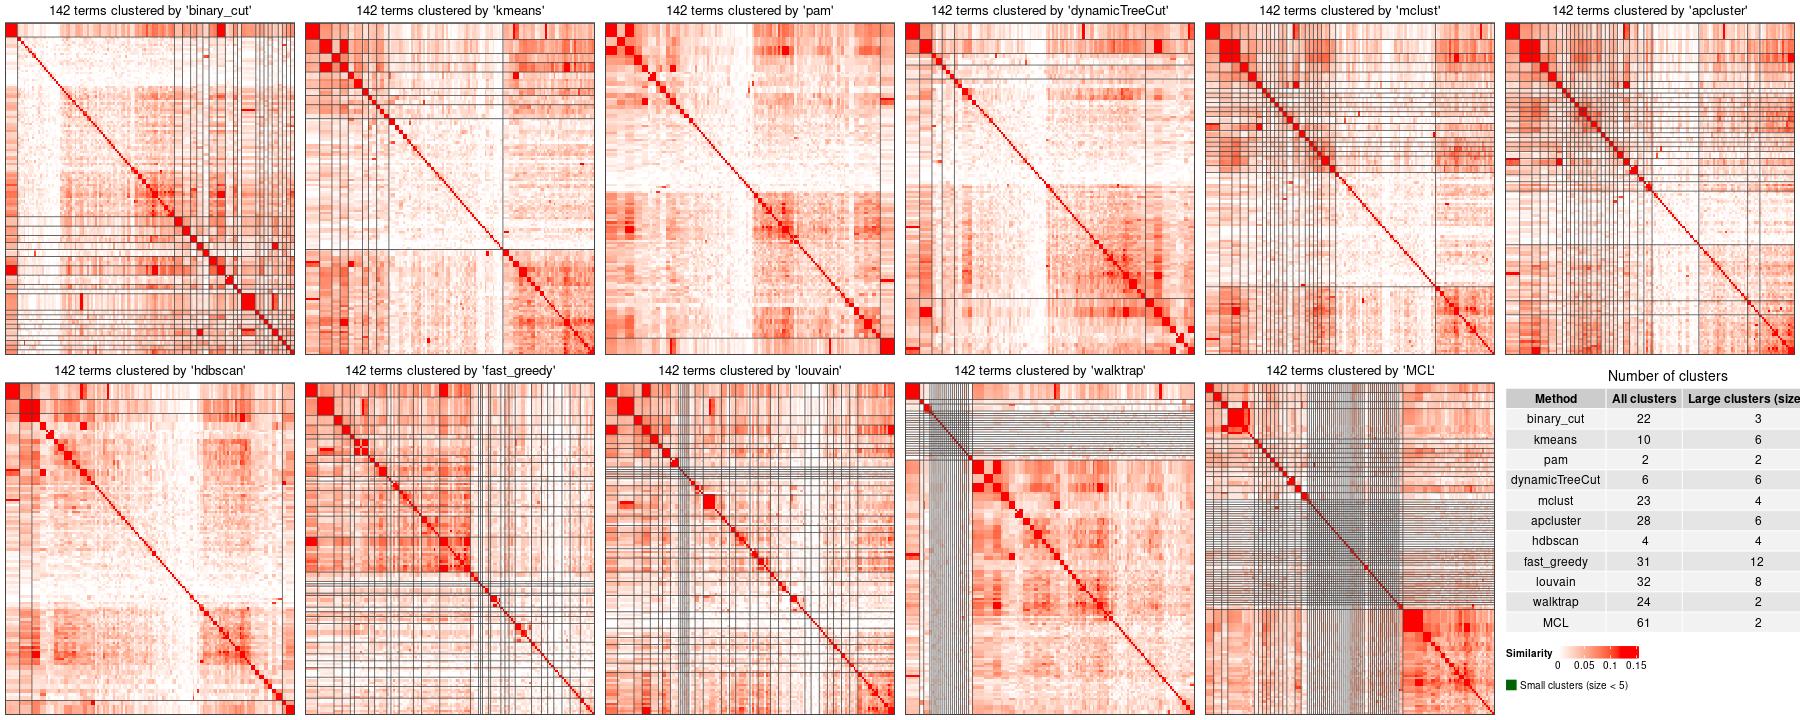 142 terms clustered by 'binary_cut'
142 terms clustered by 'kmeans'
142 terms clustered by 'pam'
142 terms clustered by 'dynamicTreeCut'
142 terms clustered by 'mclust'
142 terms clustered by 'apcluster'
142 terms clustered by 'hdbscan'
142 terms clustered by 'fast_greedy'
142 terms clustered by 'louvain'
142 terms clustered by 'walktrap'
142 terms clustered by 'MCL'
Number of clusters
Method All clusters Large clusters (size
binary_cut 22 3
kmeans 10 6
pam 2 2
dynamicTreeCut 6 6
mclust 23 4
apcluster 28 6
hdbscan 4 4
fast_greedy 31 12
louvain 32 8
walktrap 24 2
MCL 61 2
Similarity
0 0.05 0.1 0.15
Small clusters (size < 5)